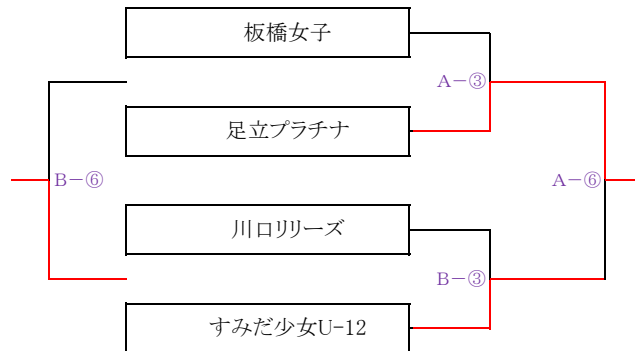 板橋女子
A－③
足立プラチナ
B－⑥
A－⑥
川口リリーズ
B－③
すみだ少女U-12